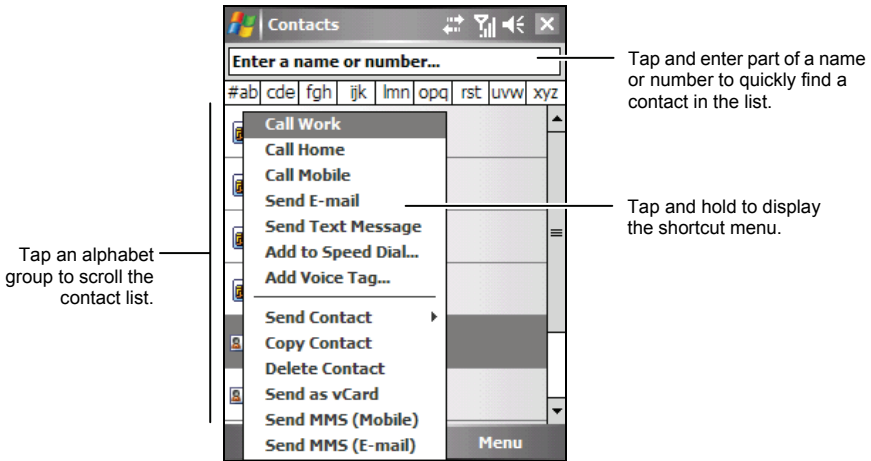 Contacts
Enter a name or number...
#ab cde fgh ijk lmn opq rst uvw xyz
Call Work
Call Home
Call Mobile
Send E-mail
Send Text Message
Add to Speed Dial...
Add Voice Tag...
Send Contact
Copy Contact
Delete Contact
Send as vCard
Send MMS (Mobile)
Send MMS (E-mail)
Menu
Tap and enter part of a name
or number to quickly find a
contact in the list.
Tap and hold to display
the shortcut menu.
Tap an alphabet
group to scroll the
contact list.